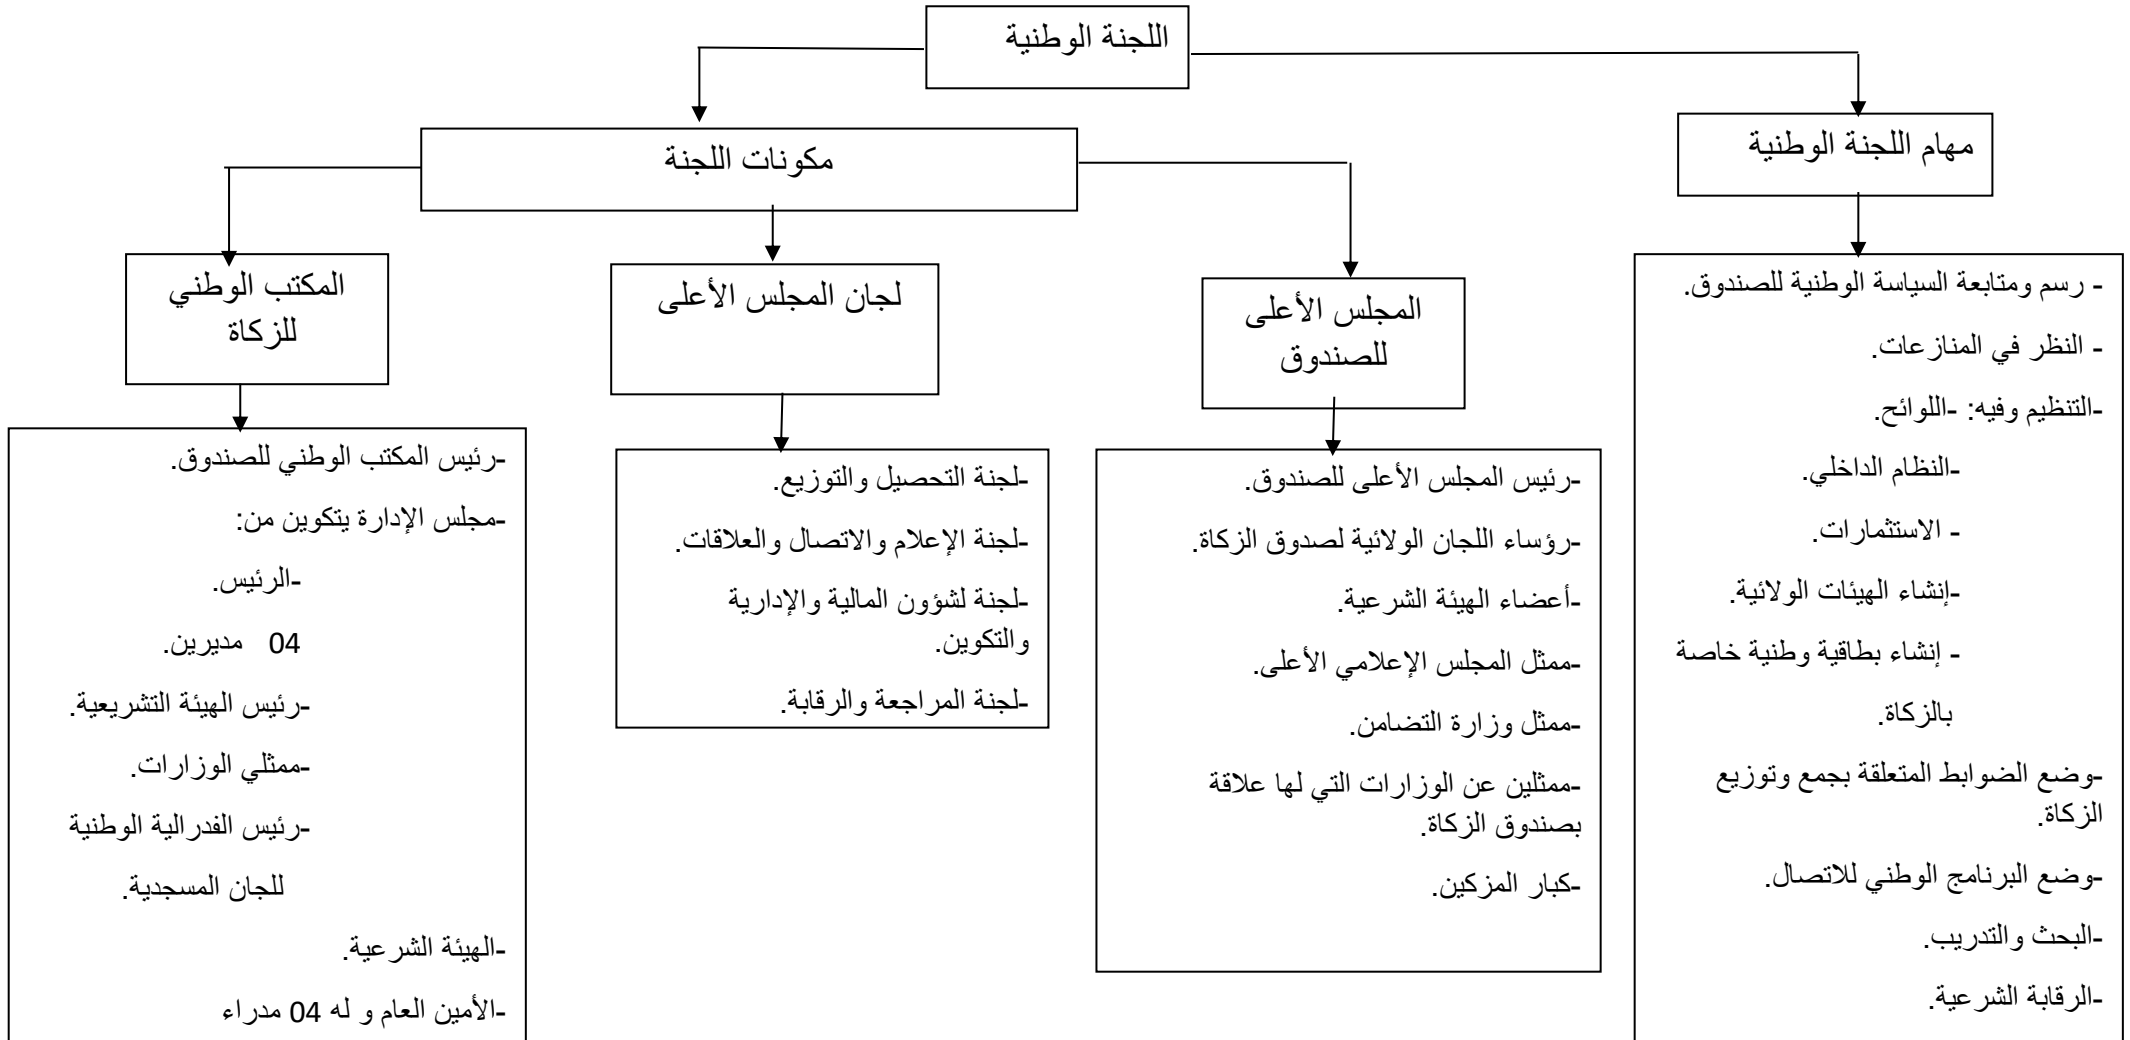 اللجنة الوطنية
مهام اللجنة الوطنية
مكونات اللجنة
- رسم ومتابعة السياسة الوطنية للصندوق.
- النظر في المنازعات.
-التنظيم وفيه: -اللوائح.
-النظام الداخلي.
- الاستثمارات.
-إنشاء الهيئات الولائية.
- إنشاء بطاقية وطنية خاصة
بالزكاة.
-وضع الضوابط المتعلقة بجمع وتوزيع
الزكاة.
-وضع البرنامج الوطني للاتصال.
-البحث والتدريب.
-الرقابة الشرعية.
المجلس الأعلى
للصندوق
-رئيس المجلس الأعلى للصندوق.
-رؤساء اللجان الولائية لصدوق الزكاة.
-أعضاء الهيئة الشرعية.
-ممثل المجلس الإعلامي الأعلى.
-ممثل وزارة التضامن.
-ممثلين عن الوزارات التي لها علاقة
بصندوق الزكاة.
-كبار المزكين.
لجان المجلس الأعلى
-لجنة التحصيل والتوزيع.
-لجنة الإعلام والاتصال والعلاقات.
-لجنة لشؤون المالية والإدارية
والتكوين.
-لجنة المراجعة والرقابة.
المكتب الوطني
للزكاة
-رئيس المكتب الوطني للصندوق.
-مجلس الإدارة يتكوين من:
-الرئيس.
04 مديرين.
-رئيس الهيئة التشريعية.
-ممثلي الوزارات.
-رئيس الفدرالية الوطنية
للجان المسجدية.
-الهيئة الشرعية.
-الأمين العام و له 04 مدراء